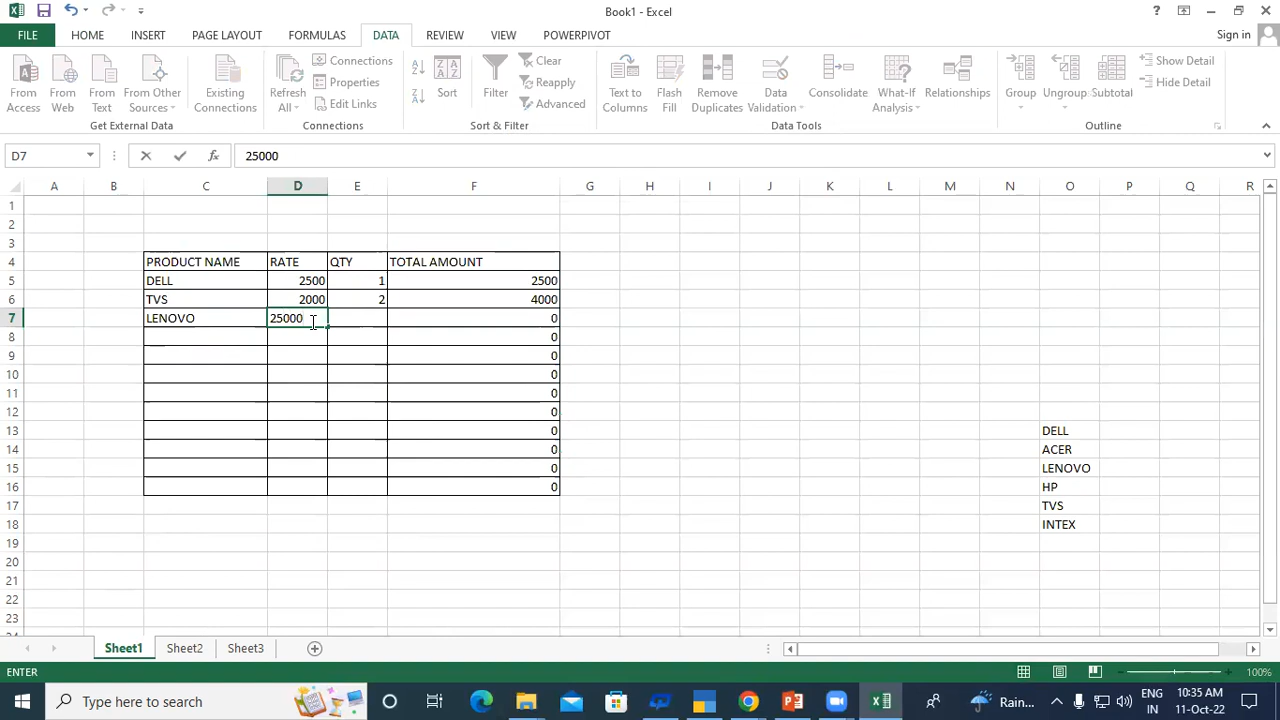 Book1 - Excel
?
FILE HOME INSERT PAGE LAYOUT FORMULAS DATA REVIEW VIEW POWERPIVOT Sign in
From Access
From Web
From Text
From Other Sources
Existing Connections
Refresh All
Connections
Properties
Edit Links
Sort
Filter
Clear
Reapply
Advanced
Text to Columns
Flash Fill
Remove Duplicates
Data Validation
Consolidate
What-If Analysis
Relationships
Group
Ungroup
Subtotal
Show Detail
Hide Detail
Get External Data Connections Sort & Filter Data Tools Outline
D7 fx 25000
A B C D E F G H I J K L M N O P Q R
1
2
3
4 PRODUCT NAME RATE QTY TOTAL AMOUNT
5 DELL 2500 1 2500
6 TVS 2000 2 4000
7 LENOVO 25000 0
8 0
9 0
10 0
11 0
12 0
13 0 DELL
14 0 ACER
15 0 LENOVO
16 0 HP
17 TVS
18 INTEX
19
20
21
22
23
Sheet1 Sheet2 Sheet3
ENTER 100%
Type here to search Rain... ENG IN 10:35 AM 11-Oct-22